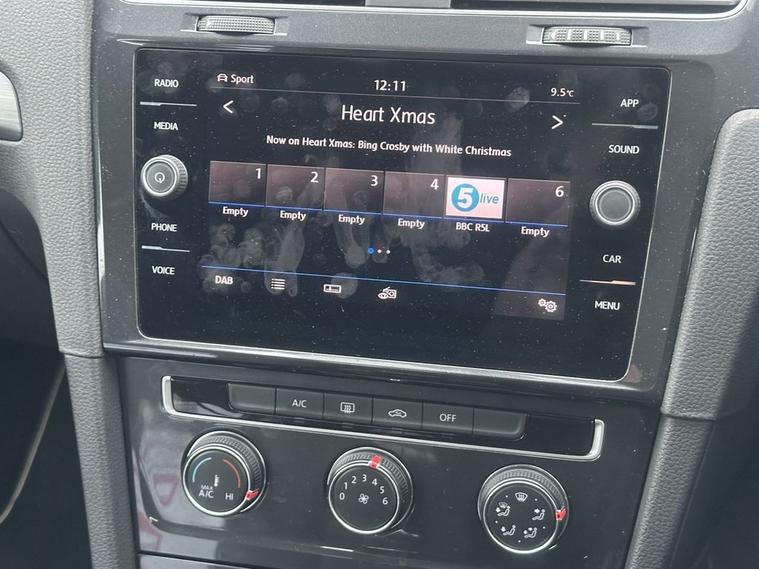 RADIO
MEDIA
PHONE
VOICE
Sport
12:11
9.5°C
Heart Xmas
Now on Heart Xmas: Bing Crosby with White Christmas
1 2 3 4 5 live 6
Empty Empty Empty Empty BBC R5L Empty
DAB
APP
SOUND
CAR
MENU
A/C OFF
MAX A/C HI
0 1 2 3 4 5 6